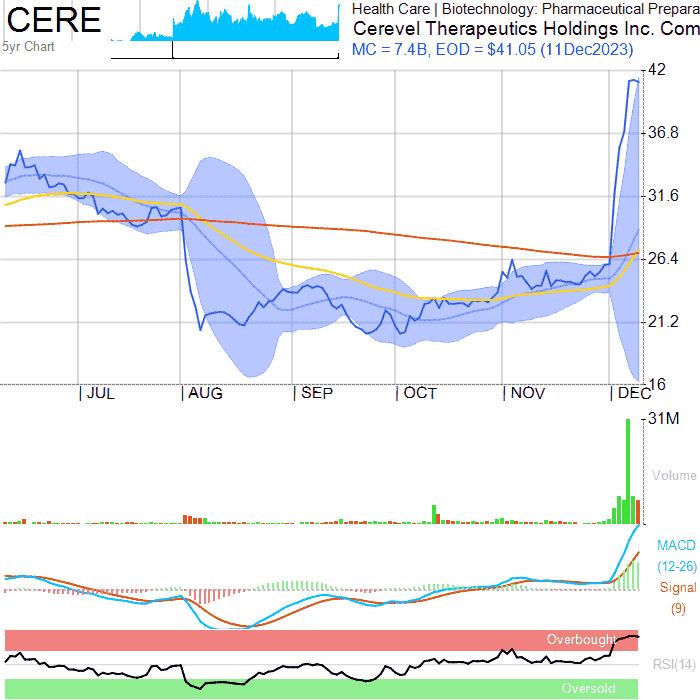 CERE
Health Care | Biotechnology: Pharmaceutical Prepara
Cerevel Therapeutics Holdings Inc. Com
MC = 7.4B, EOD = $41.05 (11Dec2023)
5yr Chart
42
36.8
31.6
26.4
21.2
16
JUL
AUG
SEP
OCT
NOV
DEC
31M
Volume
MACD
(12-26)
Signal
(9)
Overbought
RSI(14)
Oversold